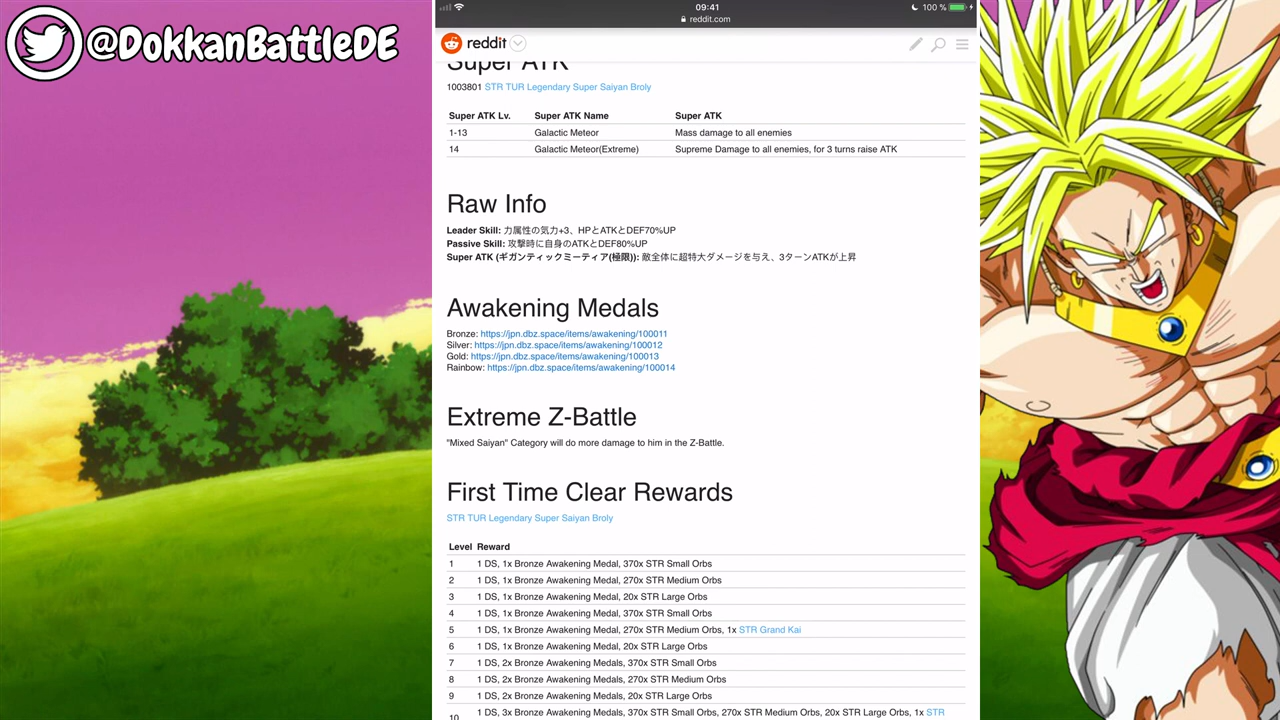 @DokkanBattleDE
09:41
100 %
reddit.com
reddit
Super ATK
1003801 STR TUR Legendary Super Saiyan Broly
Super ATK Lv. Super ATK Name Super ATK
1-13 Galactic Meteor Mass damage to all enemies
14 Galactic Meteor(Extreme) Supreme Damage to all enemies, for 3 turns raise ATK
Raw Info
Leader Skill: 力属性の気力+3、HPとATKとDEF70%UP
Passive Skill: 攻撃時に自身のATKとDEF80%UP
Super ATK (ギガンティックミーティア(極限)): 敵全体に超特大ダメージを与え、3ターンATKが上昇
Awakening Medals
Bronze: https://jpn.dbz.space/items/awakening/100011
Silver: https://jpn.dbz.space/items/awakening/100012
Gold: https://jpn.dbz.space/items/awakening/100013
Rainbow: https://jpn.dbz.space/items/awakening/100014
Extreme Z-Battle
"Mixed Saiyan" Category will do more damage to him in the Z-Battle.
First Time Clear Rewards
STR TUR Legendary Super Saiyan Broly
Level Reward
1 1 DS, 1x Bronze Awakening Medal, 370x STR Small Orbs
2 1 DS, 1x Bronze Awakening Medal, 270x STR Medium Orbs
3 1 DS, 1x Bronze Awakening Medal, 20x STR Large Orbs
4 1 DS, 1x Bronze Awakening Medal, 370x STR Small Orbs
5 1 DS, 1x Bronze Awakening Medal, 270x STR Medium Orbs, 1x STR Grand Kai
6 1 DS, 1x Bronze Awakening Medal, 20x STR Large Orbs
7 1 DS, 2x Bronze Awakening Medals, 370x STR Small Orbs
8 1 DS, 2x Bronze Awakening Medals, 270x STR Medium Orbs
9 1 DS, 2x Bronze Awakening Medals, 20x STR Large Orbs
10 1 DS, 3x Bronze Awakening Medals, 370x STR Small Orbs, 270x STR Medium Orbs, 20x STR Large Orbs, 1x STR